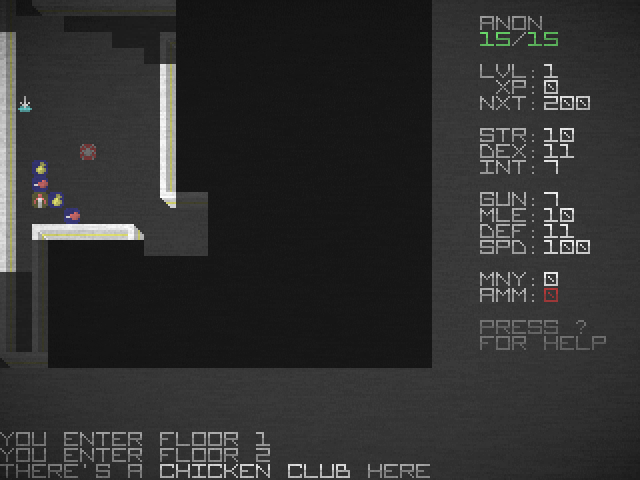 ANON
15/15
LVL:1
XP:0
NXT:200
STR:10
DEX:11
INT:7
GUN:7
MLE:10
DEF:11
SPD:100
MNY:0
AMM:0
PRESS ?
FOR HELP
YOU ENTER FLOOR 1
YOU ENTER FLOOR 2
THERE'S A CHICKEN CLUB HERE